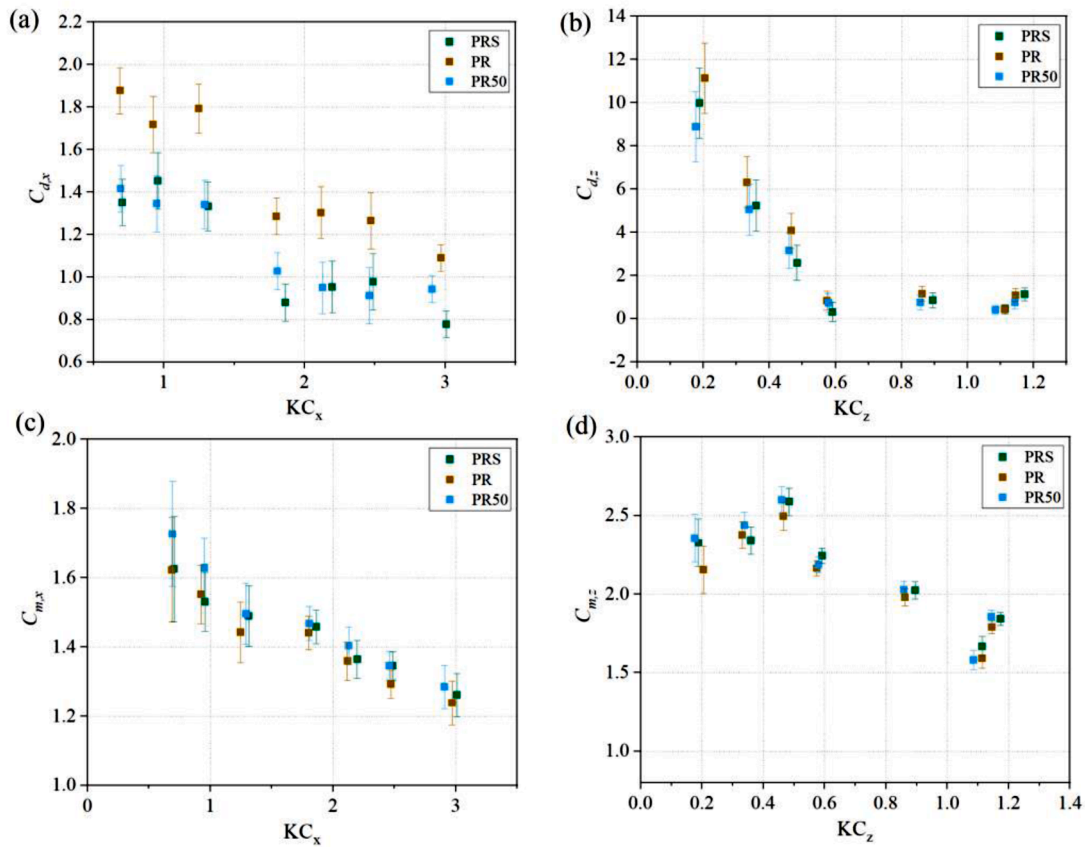 (a)
2.2
2.0
1.8
1.6
1.4
1.2
1.0
0.8
0.6
C_{d,x}
PRS
PR
PR50
1
2
3
KC_x
(b)
14
12
10
8
6
4
2
0
-2
C_{d,z}
PRS
PR
PR50
0.0
0.2
0.4
0.6
0.8
1.0
1.2
KC_z
(c)
2.0
1.8
1.6
1.4
1.2
1.0
C_{m,x}
PRS
PR
PR50
0
1
2
3
KC_x
(d)
3.0
2.5
2.0
1.5
1.0
C_{m,z}
PRS
PR
PR50
0.0
0.2
0.4
0.6
0.8
1.0
1.2
1.4
KC_z